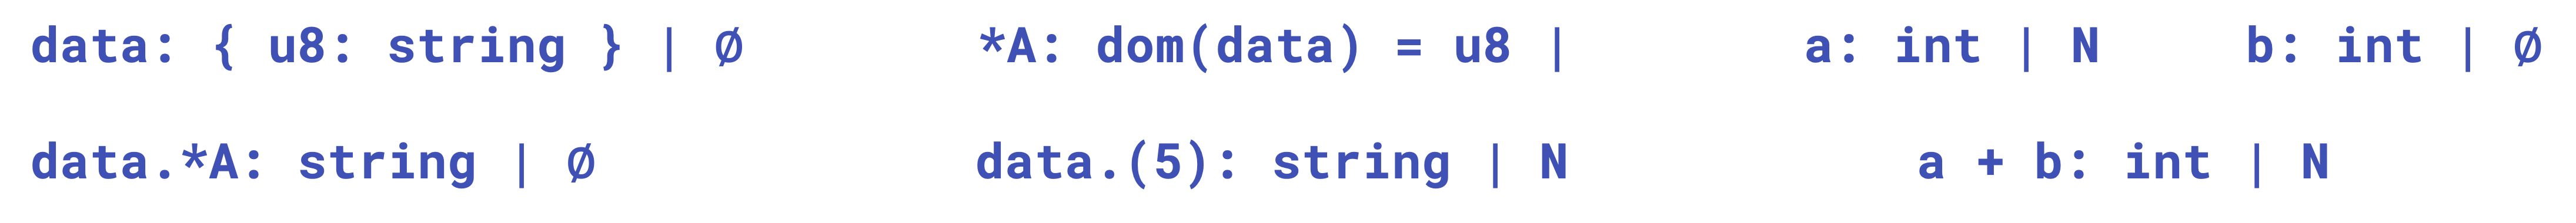 data: { u8: string } | Ø *A: dom(data) = u8 | a: int | N b: int | Ø
data.*A: string | Ø data.(5): string | N a + b: int | N